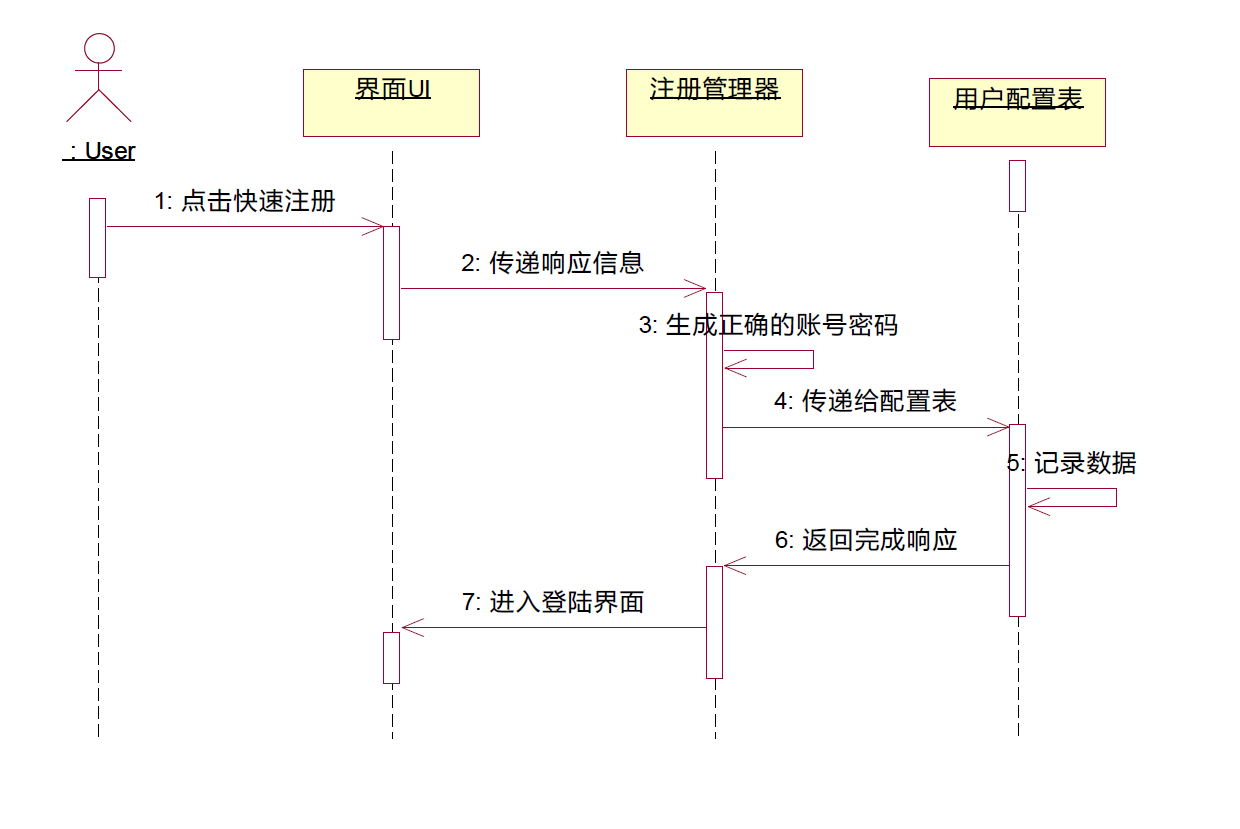 界面UI
注册管理器
用户配置表
: User
1: 点击快速注册
2: 传递响应信息
3: 生成正确的账号密码
4: 传递给配置表
5: 记录数据
6: 返回完成响应
7: 进入登陆界面